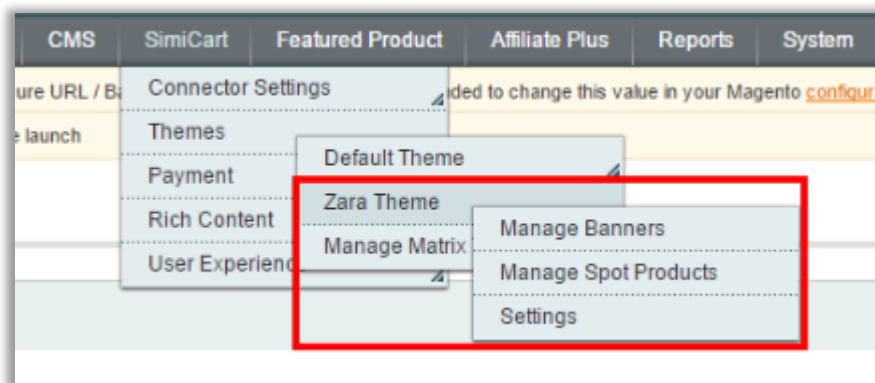 CMS SimiCart Featured Product Affiliate Plus Reports System
Connector Settings
ure URL / Ba ded to change this value in your Magento configur
Themes
e launch
Default Theme
Payment
Zara Theme
Rich Content
Manage Banners
Manage Matrix
User Experienc
Manage Spot Products
Settings